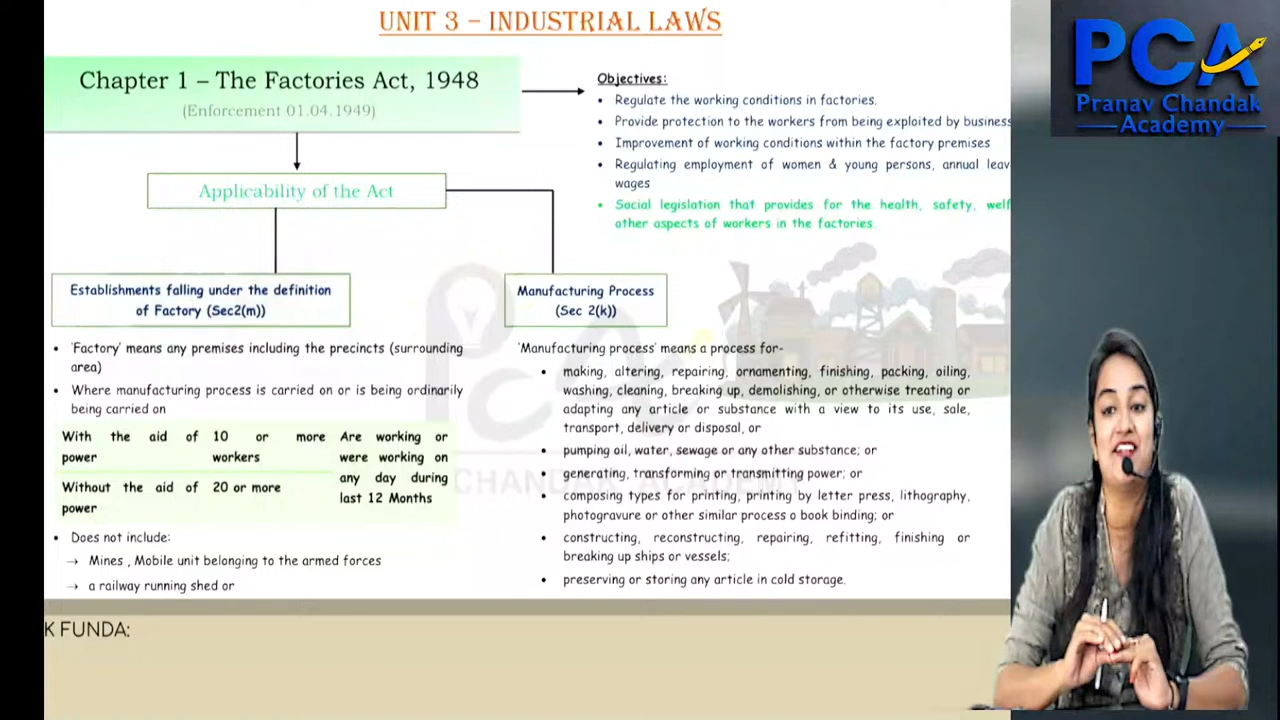 UNIT 3 – INDUSTRIAL LAWS
Chapter 1 – The Factories Act, 1948
(Enforcement 01.04.1949)
Objectives:
• Regulate the working conditions in factories.
• Provide protection to the workers from being exploited by business
• Improvement of working conditions within the factory premises
• Regulating employment of women & young persons, annual leav
wages
• Social legislation that provides for the health, safety, welf
other aspects of workers in the factories.
Applicability of the Act
Establishments falling under the definition
of Factory (Sec2(m))
• 'Factory' means any premises including the precincts (surrounding
area)
• Where manufacturing process is carried on or is being ordinarily
being carried on
With the aid of power
10 or more workers
Without the aid of power
20 or more
Are working or
were working on
any day during
last 12 Months
• Does not include:
→ Mines , Mobile unit belonging to the armed forces
→ a railway running shed or
Manufacturing Process
(Sec 2(k))
'Manufacturing process' means a process for-
• making, altering, repairing, ornamenting, finishing, packing, oiling,
washing, cleaning, breaking up, demolishing, or otherwise treating or
adapting any article or substance with a view to its use, sale,
transport, delivery or disposal, or
• pumping oil, water, sewage or any other substance; or
• generating, transforming or transmitting power; or
• composing types for printing, printing by letter press, lithography,
photogravure or other similar process o book binding; or
• constructing, reconstructing, repairing, refitting, finishing or
breaking up ships or vessels;
• preserving or storing any article in cold storage.
CHANDAK ACADEMY
K FUNDA:
PCA
Pranav Chandak
Academy